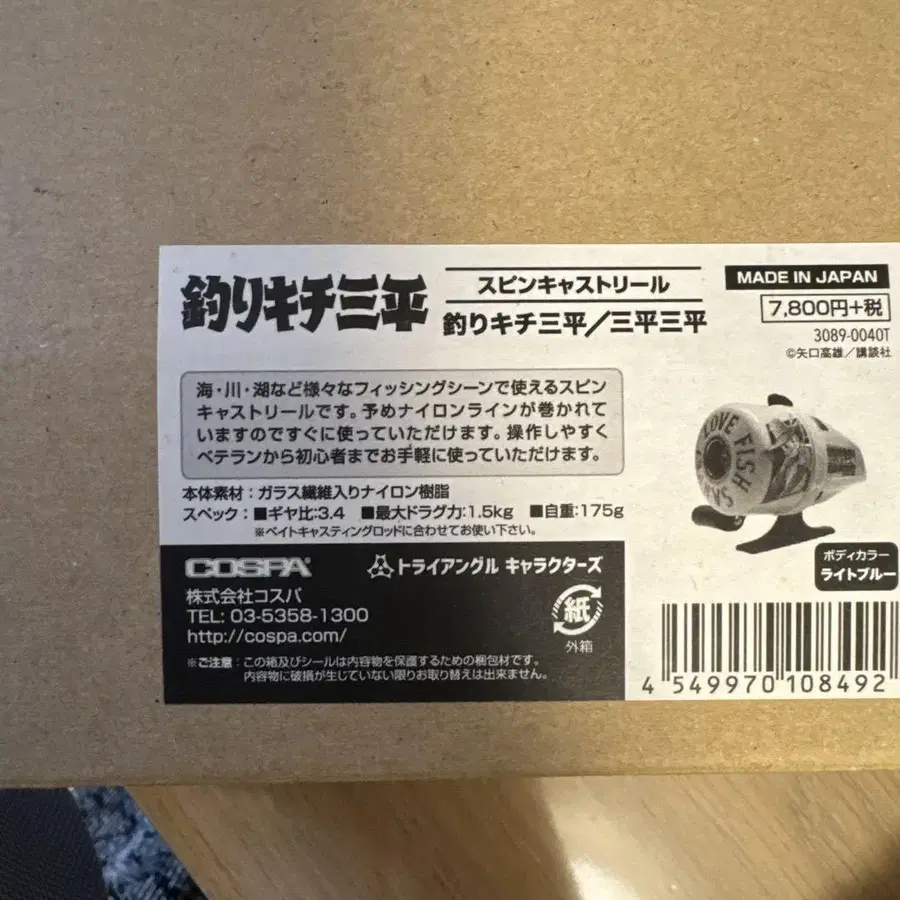 釣りキチ三平
スピンキャストリール
釣りキチ三平／三平三平
MADE IN JAPAN
7,800円+税
3089-0040T
©矢口高雄／講談社
海・川・湖など様々なフィッシングシーンで使えるスピン
キャストリールです。予めナイロンラインが巻かれて
いますのですぐに使っていただけます。操作しやすく
ベテランから初心者までお手軽に使っていただけます。
本体素材：ガラス繊維入りナイロン樹脂
スペック：■ギヤ比:3.4 ■最大ドラグ力:1.5kg ■自重:175g
※ベイトキャスティングロッドに合わせてお使い下さい。
LOVE FISH
ボディカラー
ライトブルー
COSPA
トライアングル キャラクターズ
株式会社コスパ
TEL: 03-5358-1300
http://cospa.com/
紙
外箱
※ご注意：この箱及びシールは内容物を保護するための梱包材です。
内容物に破損が生じていない限りお取り替えは出来ません。
4 549970 108492